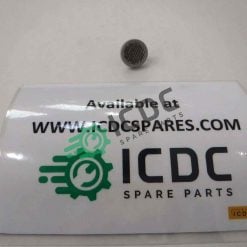 Available at
WWW.ICDCSPARES.COM
ICDC
SPARE PARTS